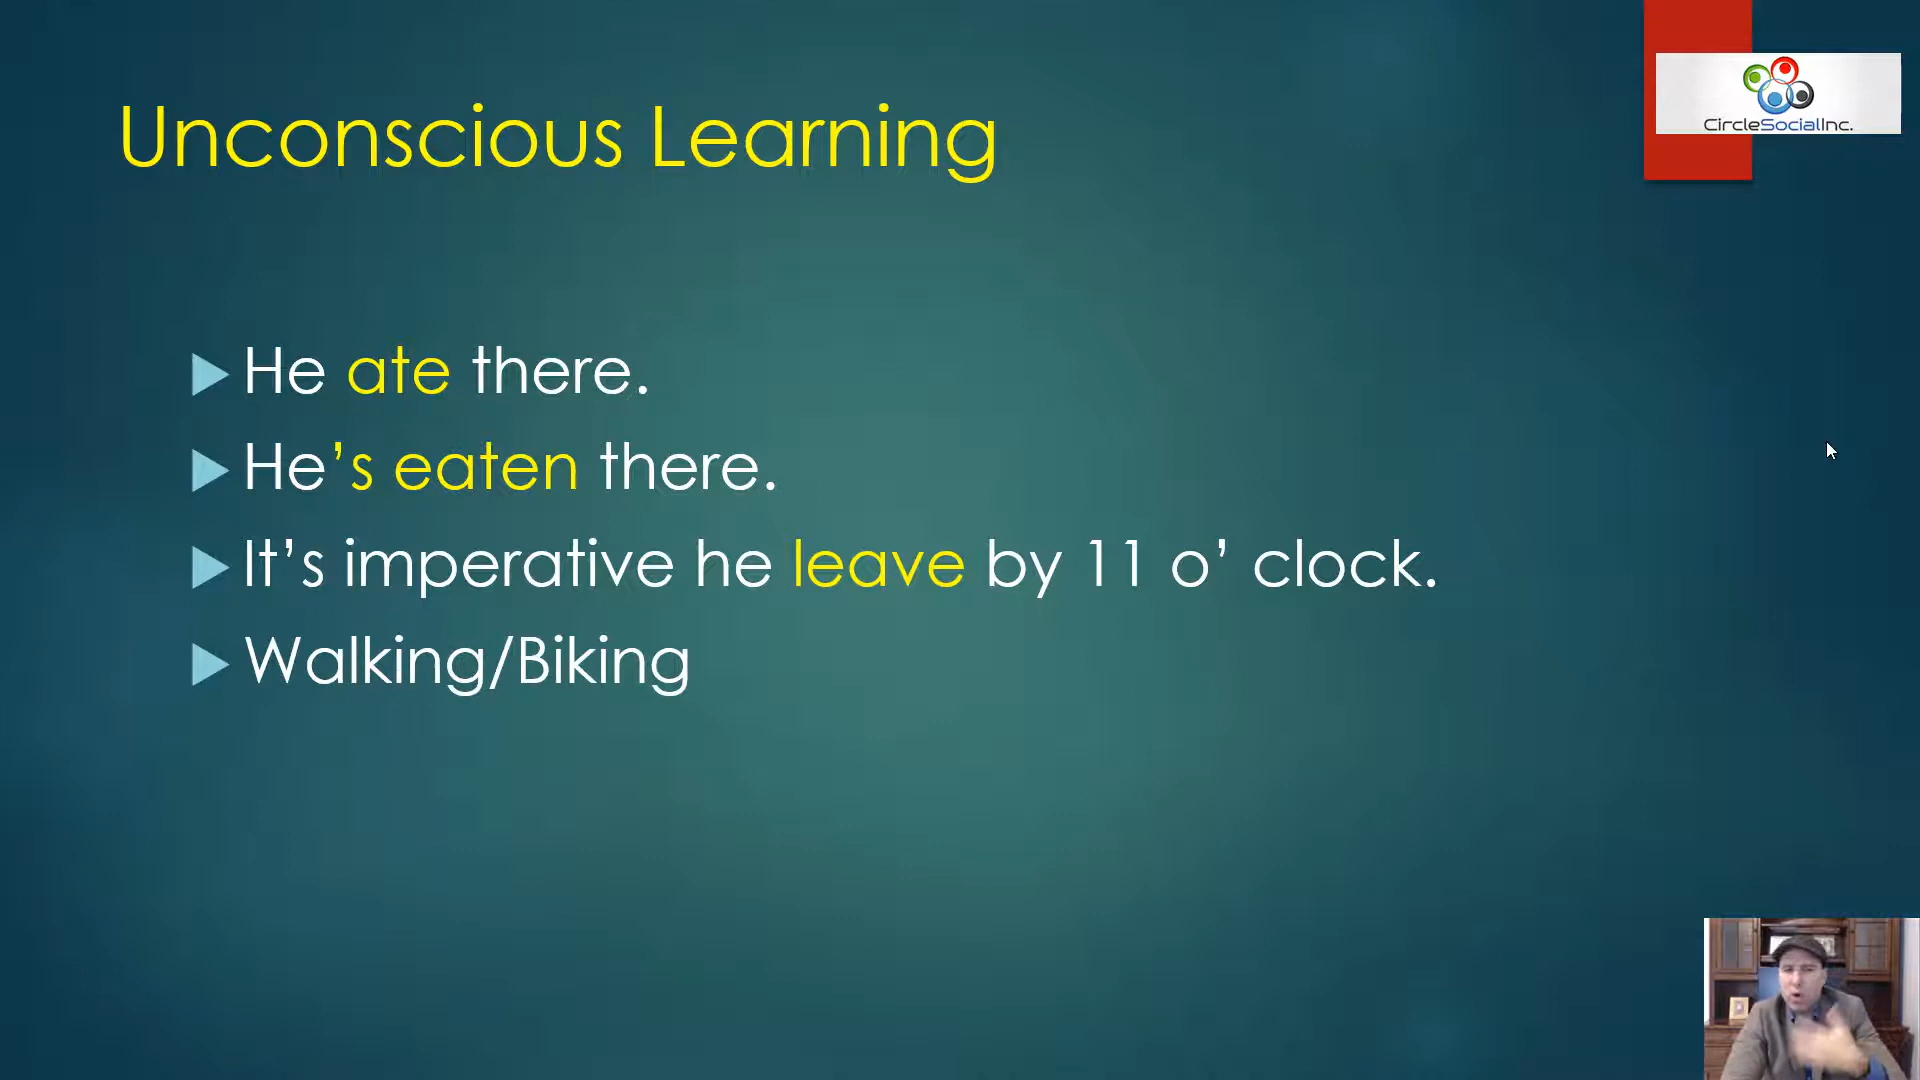 Unconscious Learning
CircleSocialInc.
He ate there.
He’s eaten there.
It’s imperative he leave by 11 o’ clock.
Walking/Biking